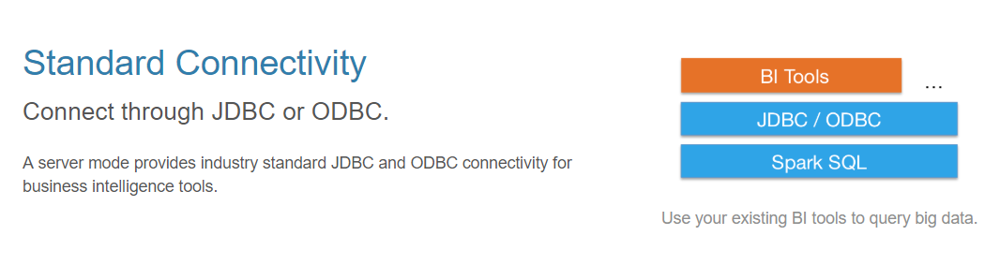 Standard Connectivity
Connect through JDBC or ODBC.
A server mode provides industry standard JDBC and ODBC connectivity for
business intelligence tools.
BI Tools
...
JDBC / ODBC
Spark SQL
Use your existing BI tools to query big data.